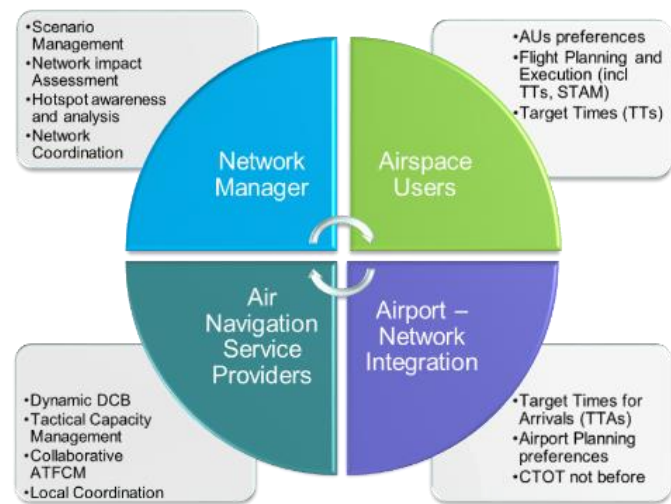 •Scenario
Management
•Network impact
Assessment
•Hotspot awareness
and analysis
•Network
Coordination
•AUs preferences
•Flight Planning and
Execution (incl
TTs, STAM)
•Target Times (TTs)
Network
Manager
Airspace
Users
Air
Navigation
Service
Providers
Airport –
Network
Integration
•Dynamic DCB
•Tactical Capacity
Management
•Collaborative
ATFCM
•Local Coordination
•Target Times for
Arrivals (TTAs)
•Airport Planning
preferences
•CTOT not before